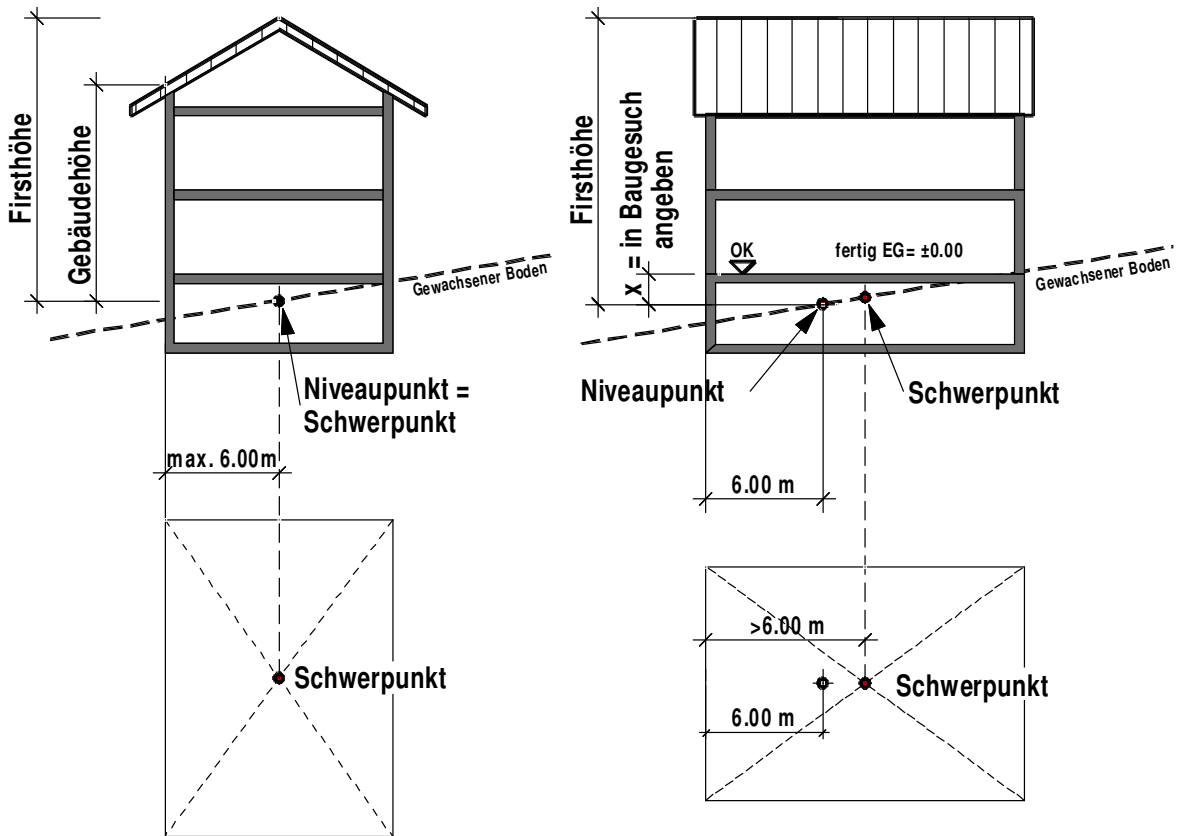 Firsthöhe
Gebäudehöhe
Gewachsener Boden
Niveaupunkt =
Schwerpunkt
max. 6.00m
Schwerpunkt
Firsthöhe
X = in Baugesuch
angeben
OK
fertig EG= ±0.00
Gewachsener Boden
Niveaupunkt
Schwerpunkt
6.00 m
>6.00 m
Schwerpunkt
6.00 m